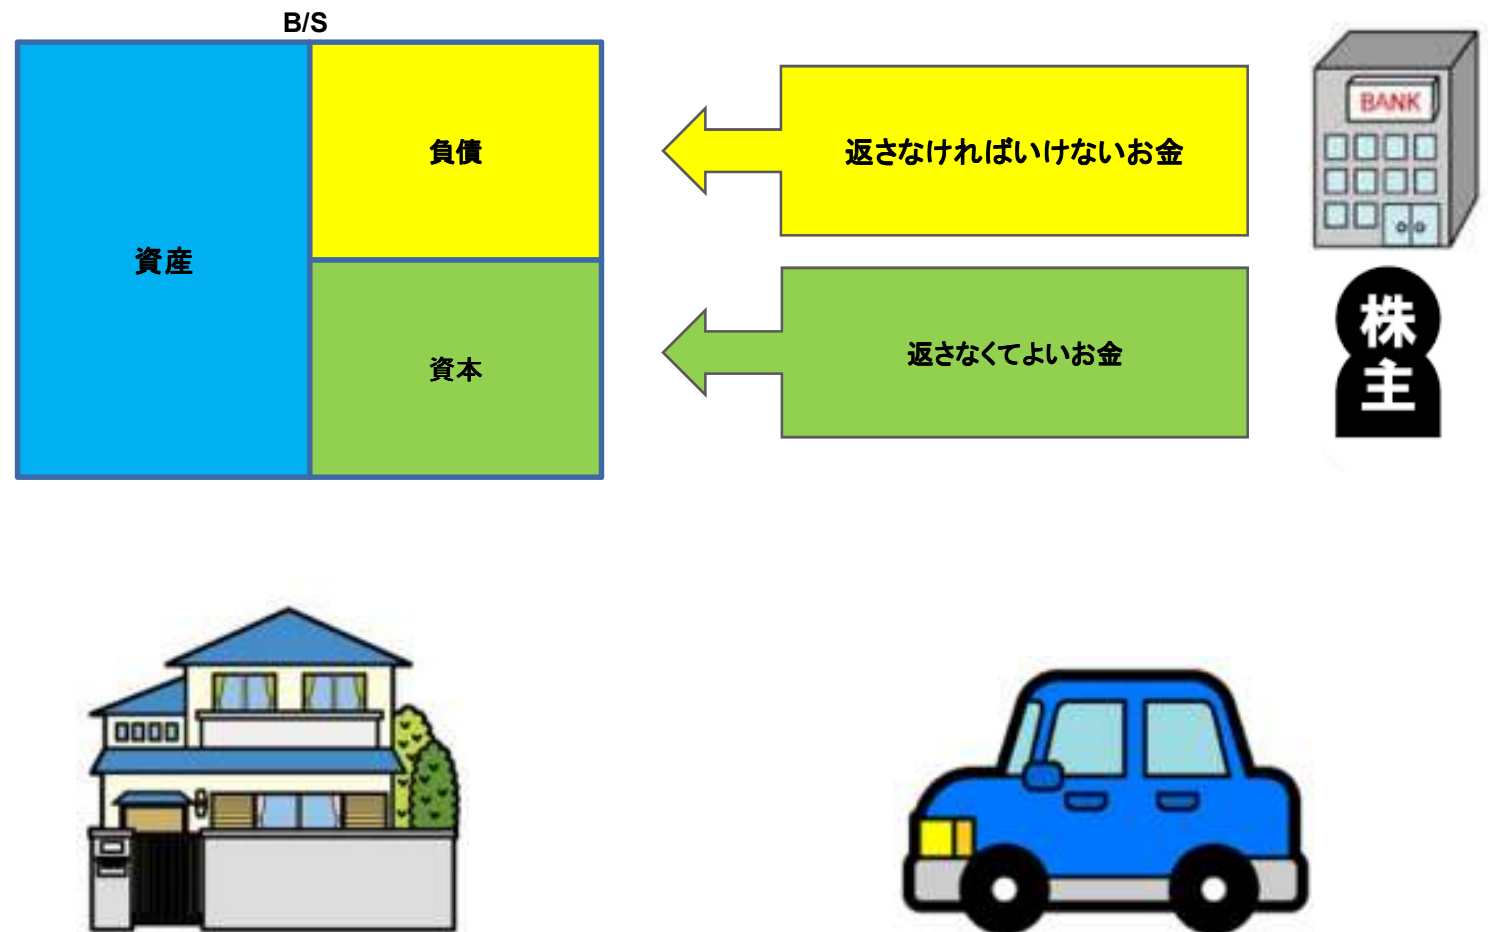 B/S
資産
負債
資本
返さなければいけないお金
返さなくてよいお金
BANK
株
主